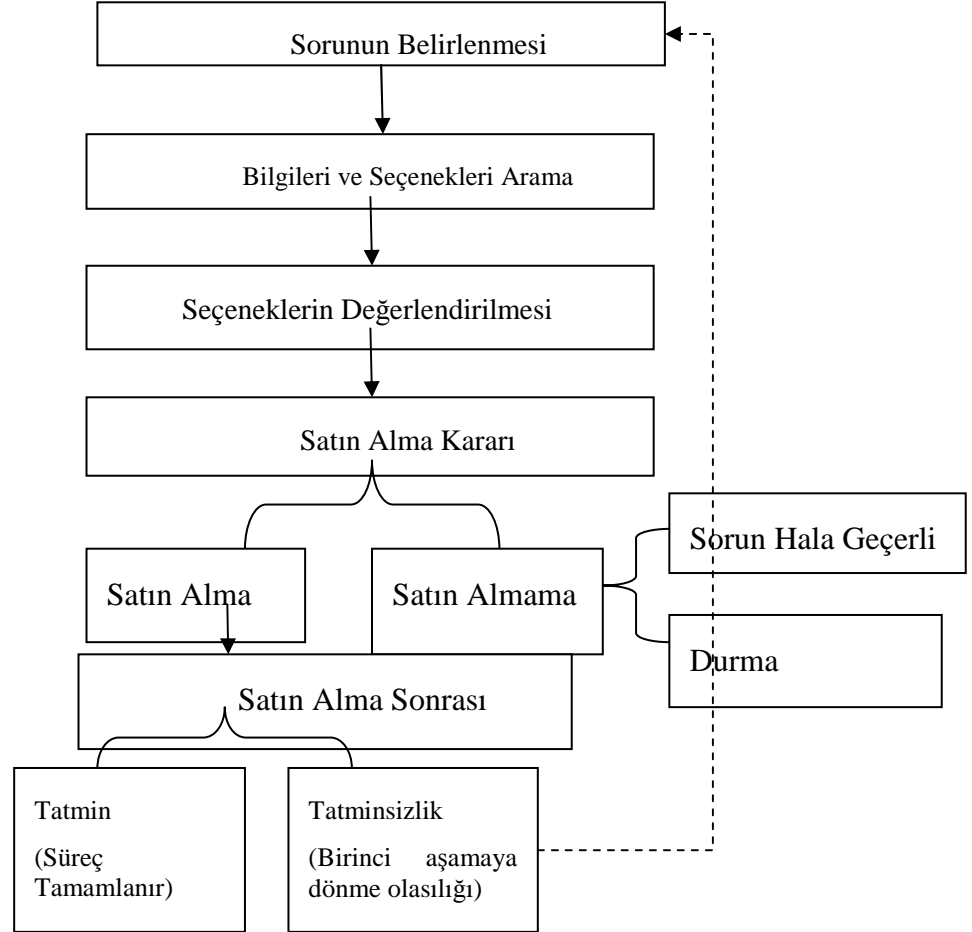 Sorunun Belirlenmesi
Bilgileri ve Seçenekleri Arama
Seçeneklerin Değerlendirilmesi
Satın Alma Kararı
Sorun Hala Geçerli
Satın Alma
Satın Almama
Durma
Satın Alma Sonrası
Tatmin
(Süreç
Tamamlanır)
Tatminsizlik
(Birinci aşamaya
dönme olasılığı)